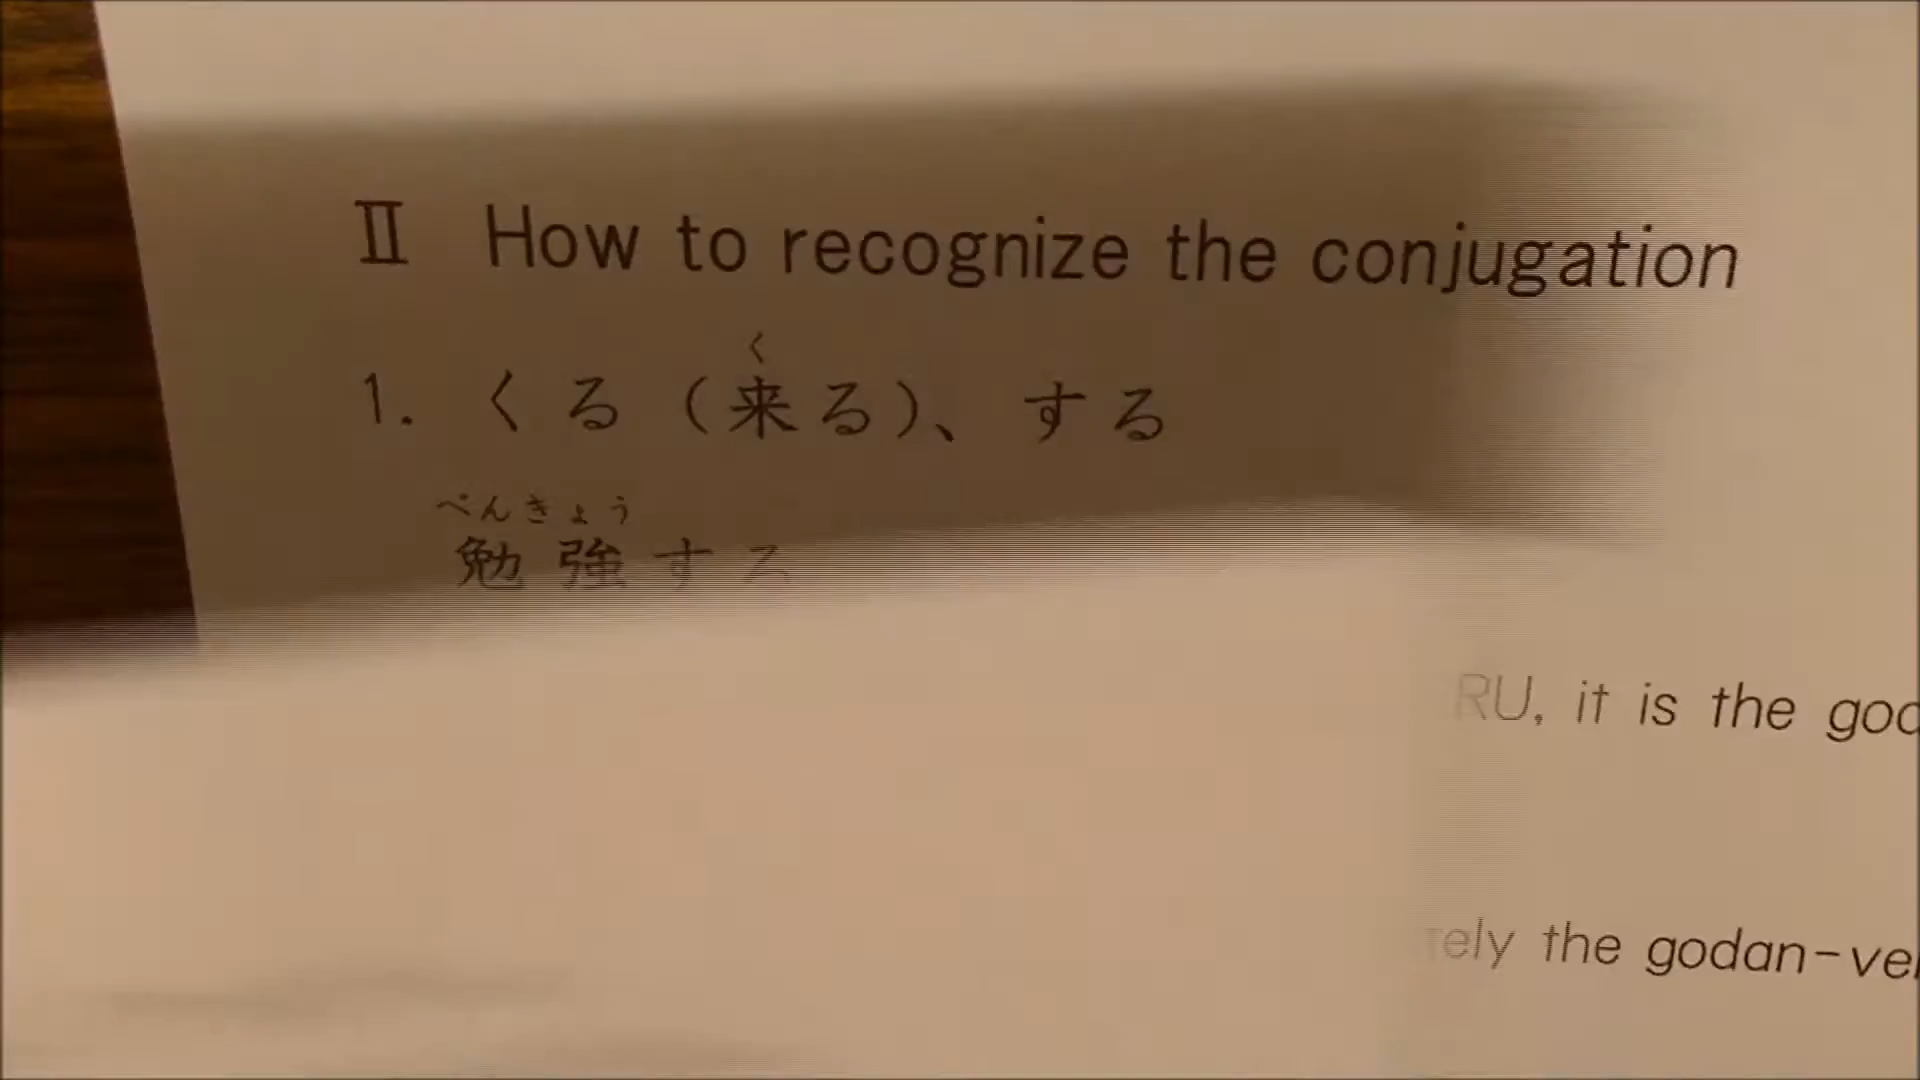 Ⅱ How to recognize the conjugation
く
1. くる (来る)、する
べんきょう
勉強する
RU, it is the
the